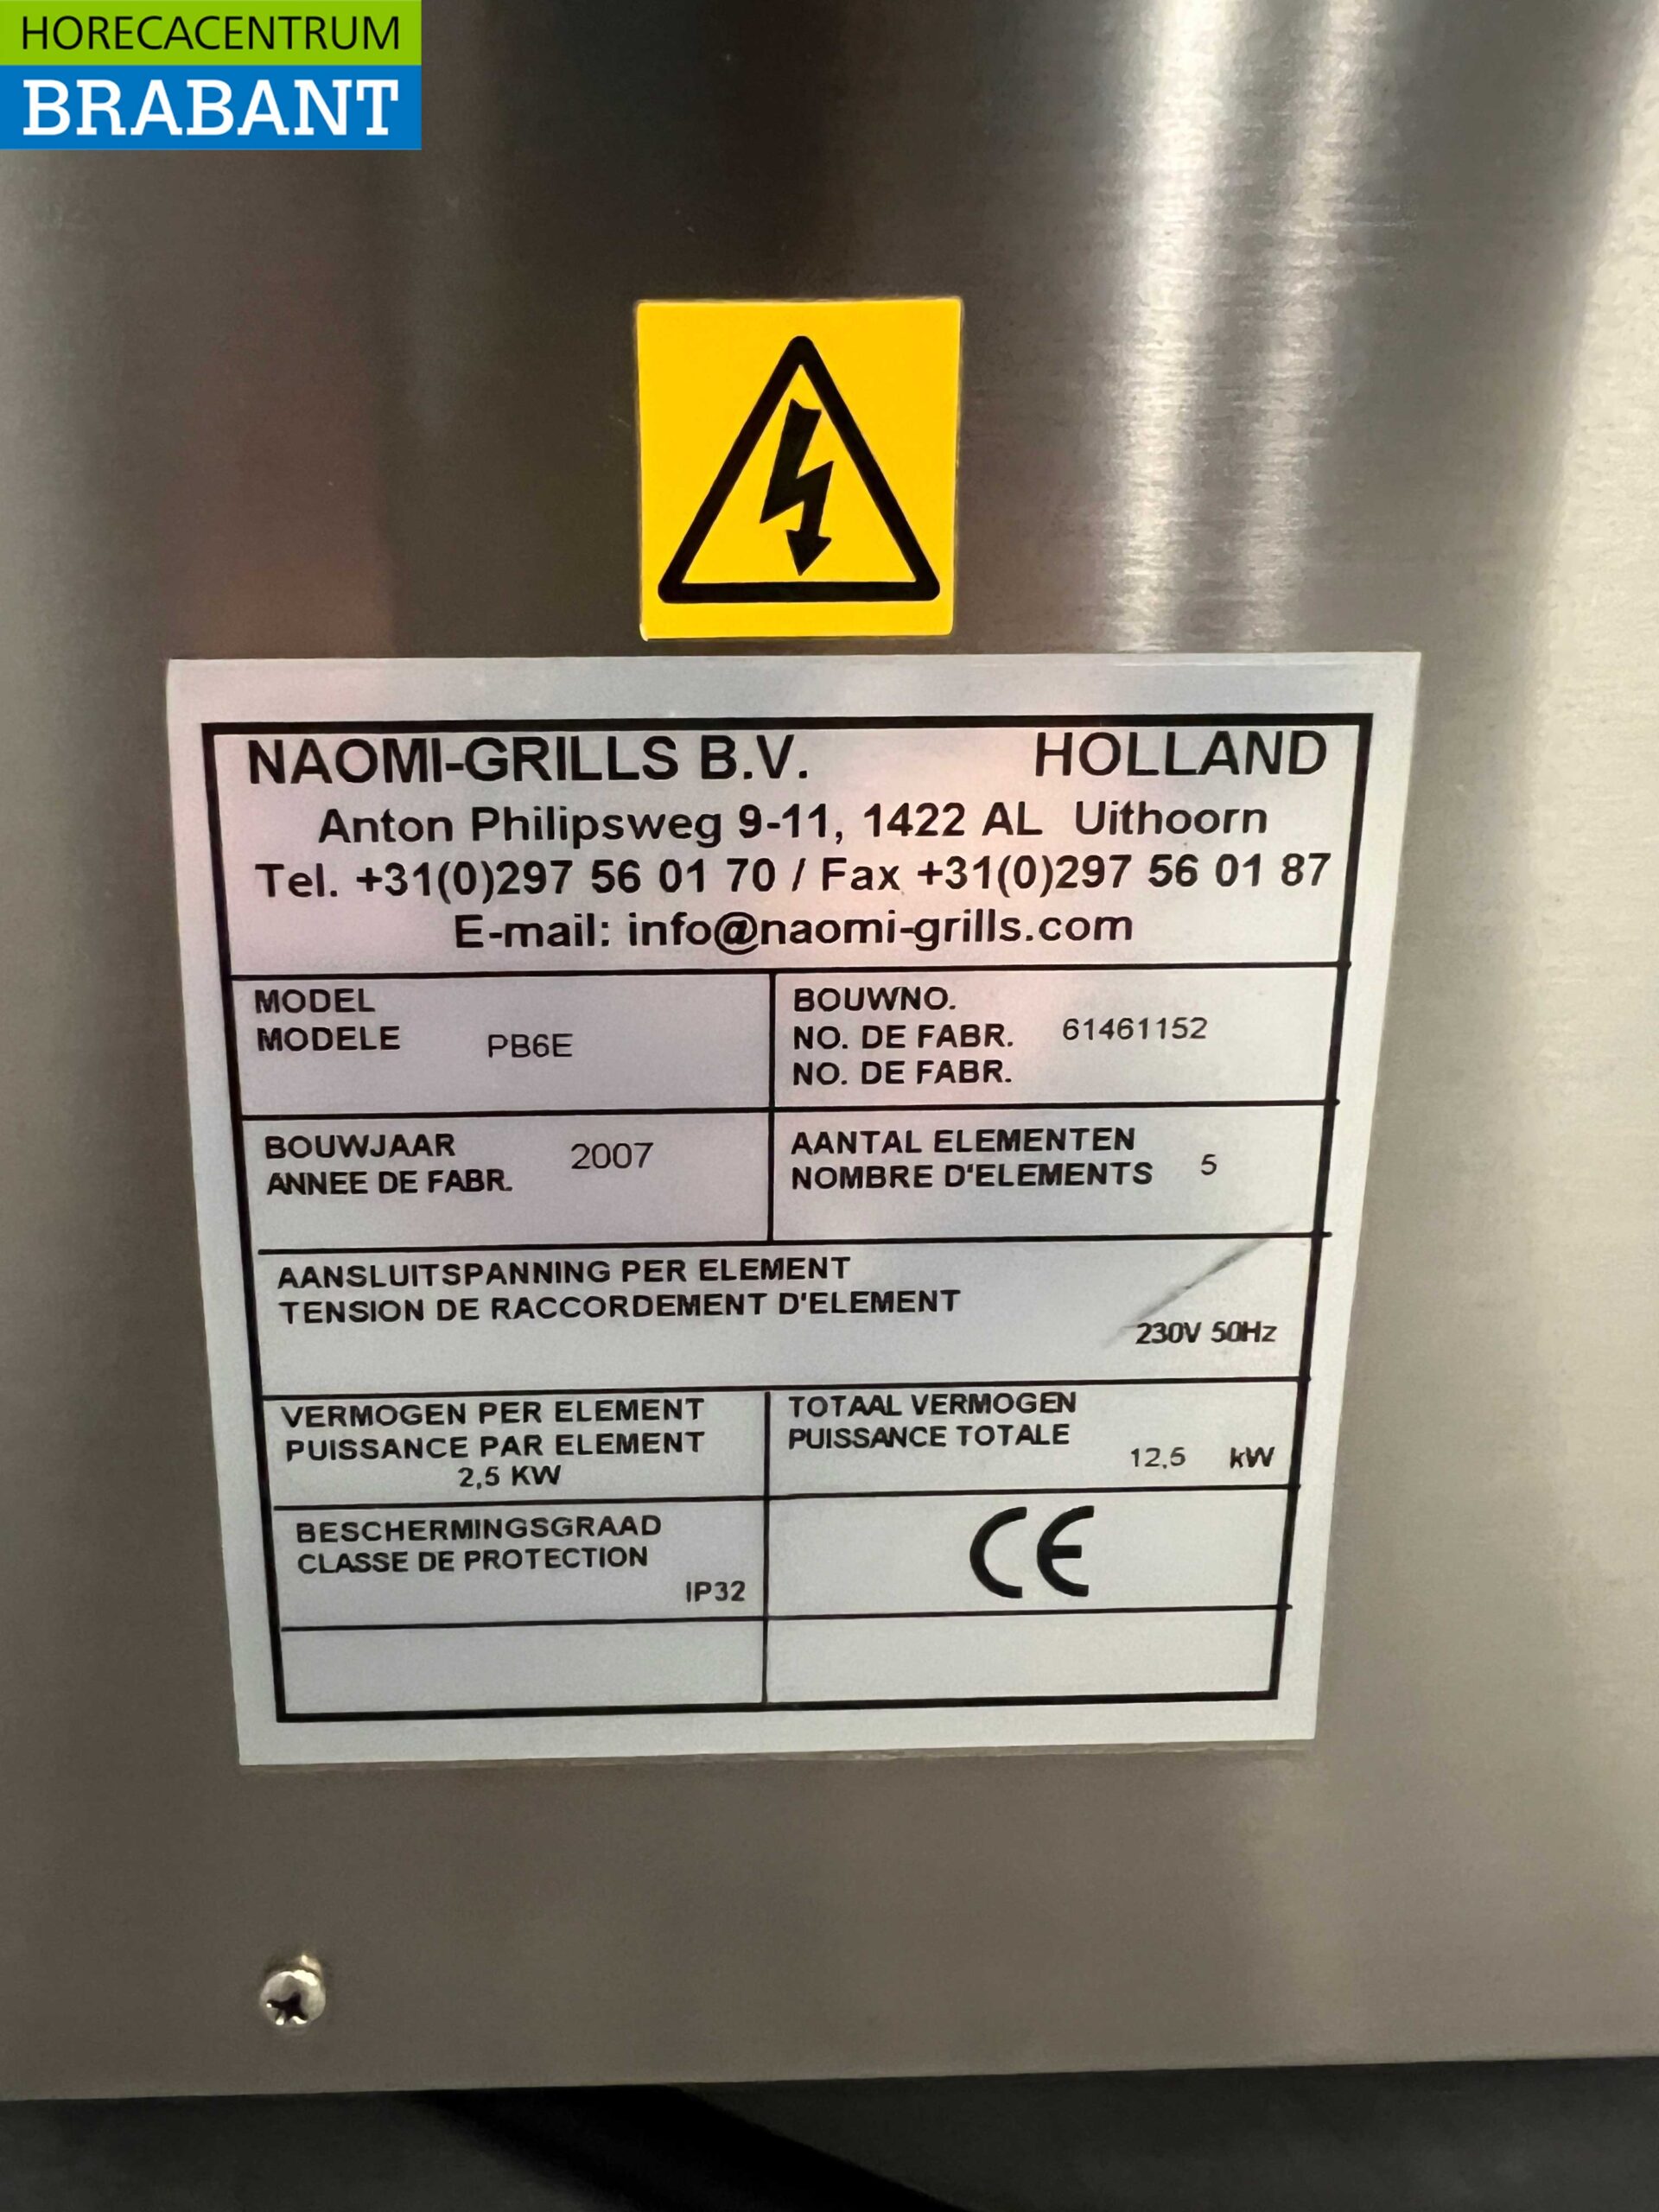 HORECACENTRUM
BRABANT
NAOMI-GRILLS B.V. HOLLAND
Anton Philipsweg 9-11, 1422 AL Uithoorn
Tel. +31(0)297 56 01 70 / Fax +31(0)297 56 01 87
E-mail: info@naomi-grills.com
MODEL
MODELE PB6E
BOUWNO.
NO. DE FABR. 61461152
NO. DE FABR.
BOUWJAAR 2007
ANNEE DE FABR.
AANTAL ELEMENTEN
NOMBRE D'ELEMENTS 5
AANSLUITSPANNING PER ELEMENT
TENSION DE RACCORDEMENT D'ELEMENT
230V 50Hz
VERMOGEN PER ELEMENT
PUISSANCE PAR ELEMENT
2,5 KW
TOTAAL VERMOGEN
PUISSANCE TOTALE
12,5 kW
BESCHERMINGSGRAAD
CLASSE DE PROTECTION
IP32
CE